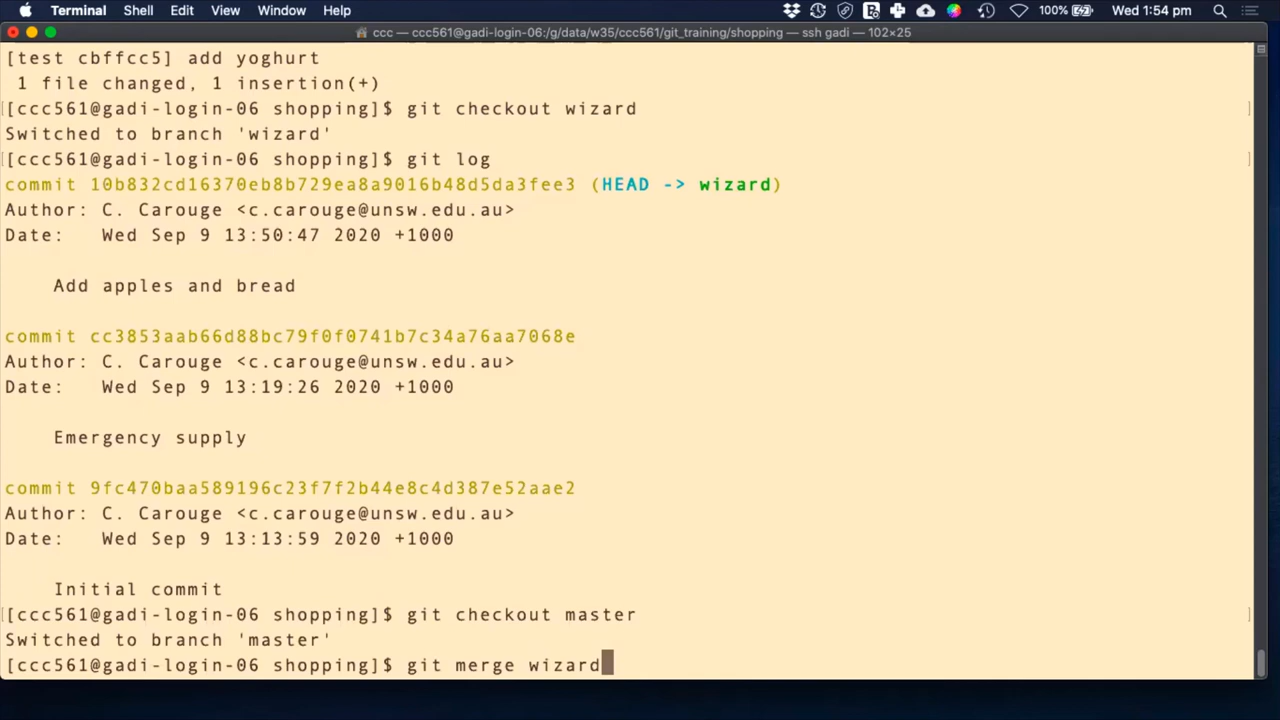 Terminal Shell Edit View Window Help 100% Wed 1:54 pm
ccc — ccc561@gadi-login-06:/g/data/w35/ccc561/git_training/shopping — ssh gadi — 102×25
[test cbffcc5] add yoghurt
1 file changed, 1 insertion(+)
[[ccc561@gadi-login-06 shopping]$ git checkout wizard ]
Switched to branch 'wizard'
[[ccc561@gadi-login-06 shopping]$ git log ]
commit 10b832cd16370eb8b729ea8a9016b48d5da3fee3 (HEAD -> wizard)
Author: C. Carouge <c.carouge@unsw.edu.au>
Date:   Wed Sep 9 13:50:47 2020 +1000
Add apples and bread
commit cc3853aab66d88bc79f0f0741b7c34a76aa7068e
Author: C. Carouge <c.carouge@unsw.edu.au>
Date:   Wed Sep 9 13:19:26 2020 +1000
Emergency supply
commit 9fc470baa589196c23f7f2b44e8c4d387e52aae2
Author: C. Carouge <c.carouge@unsw.edu.au>
Date:   Wed Sep 9 13:13:59 2020 +1000
Initial commit
[[ccc561@gadi-login-06 shopping]$ git checkout master ]
Switched to branch 'master'
[ccc561@gadi-login-06 shopping]$ git merge wizard